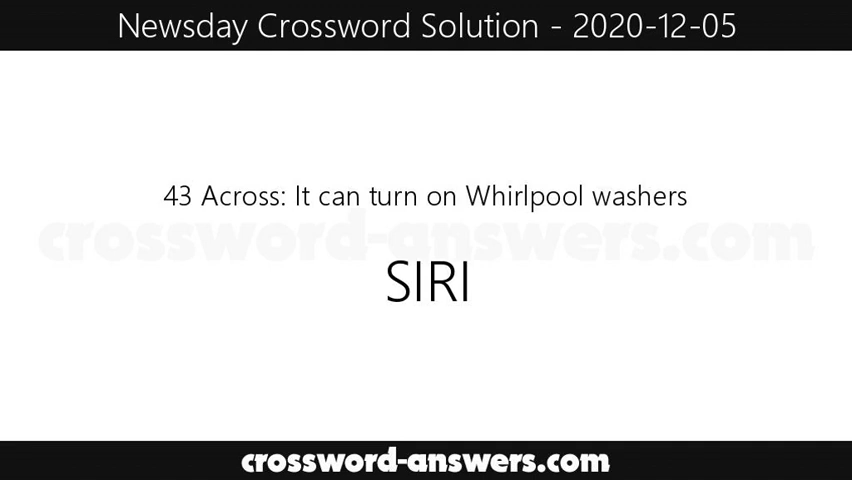 Newsday Crossword Solution - 2020-12-05
43 Across: It can turn on Whirlpool washers
crossword-answers.com
SIRI
crossword-answers.com